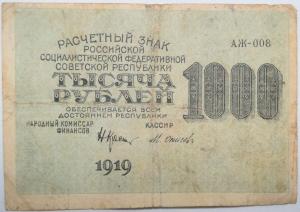 РАСЧЕТНЫЙ ЗНАК
РОССИЙСКОЙ
СОЦИАЛИСТИЧЕСКОЙ ФЕДЕРАТИВНОЙ
СОВЕТСКОЙ РЕСПУБЛИКИ
АЖ-008
ТЫСЯЧА
РУБЛЕЙ
1000
ОБЕСПЕЧИВАЕТСЯ ВСЕМ
ДОСТОЯНИЕМ РЕСПУБЛИКИ
НАРОДНЫЙ КОМИССАР
ФИНАНСОВ
КАССИР
1919